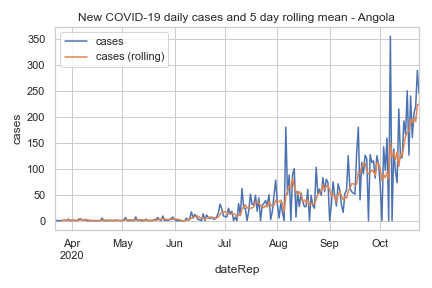 New COVID-19 daily cases and 5 day rolling mean - Angola
cases
cases (rolling)
350
300
250
200
150
100
50
0
cases
Apr May Jun Jul Aug Sep Oct
2020
dateRep